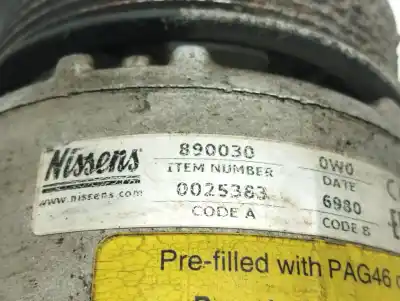 Nissens
www.nissens.com
890030 0W0
ITEM NUMBER DATE
0025383 6980
CODE A CODE B
Pre-filled with PAG46